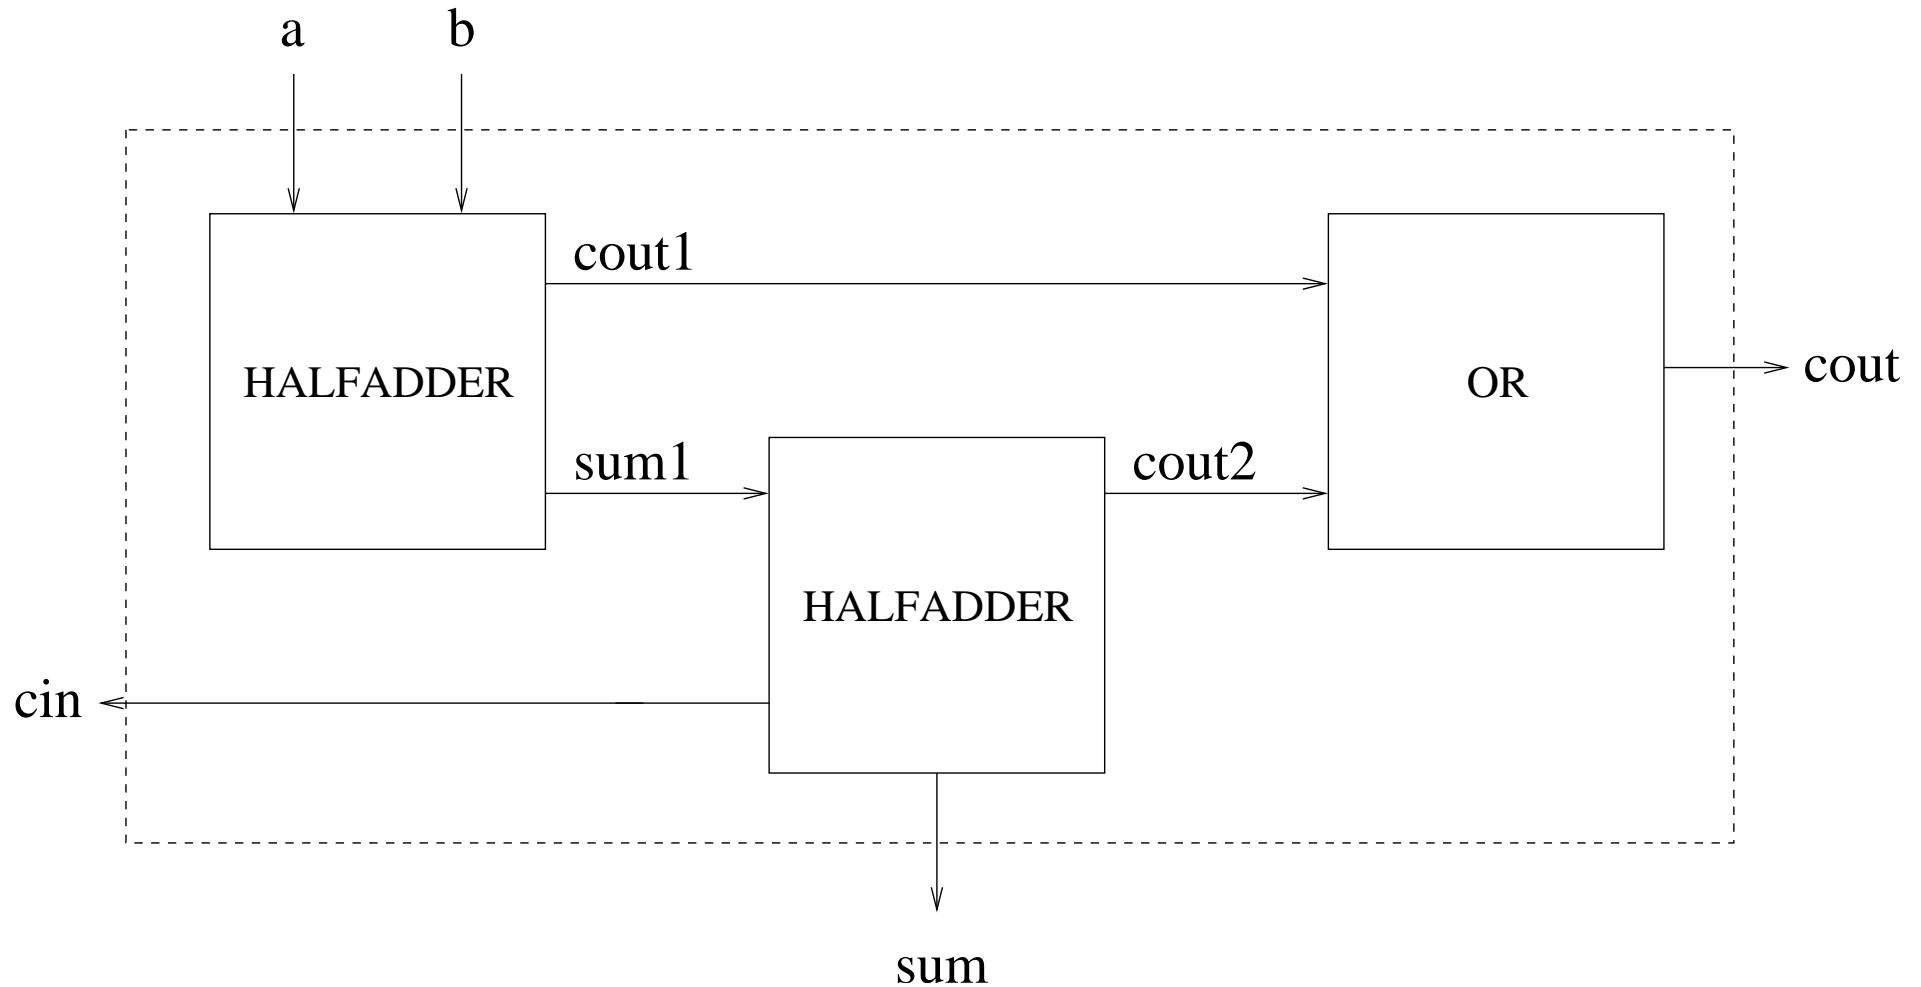 a b
cout1
HALFADDER
OR
cout
sum1
cout2
HALFADDER
cin
sum